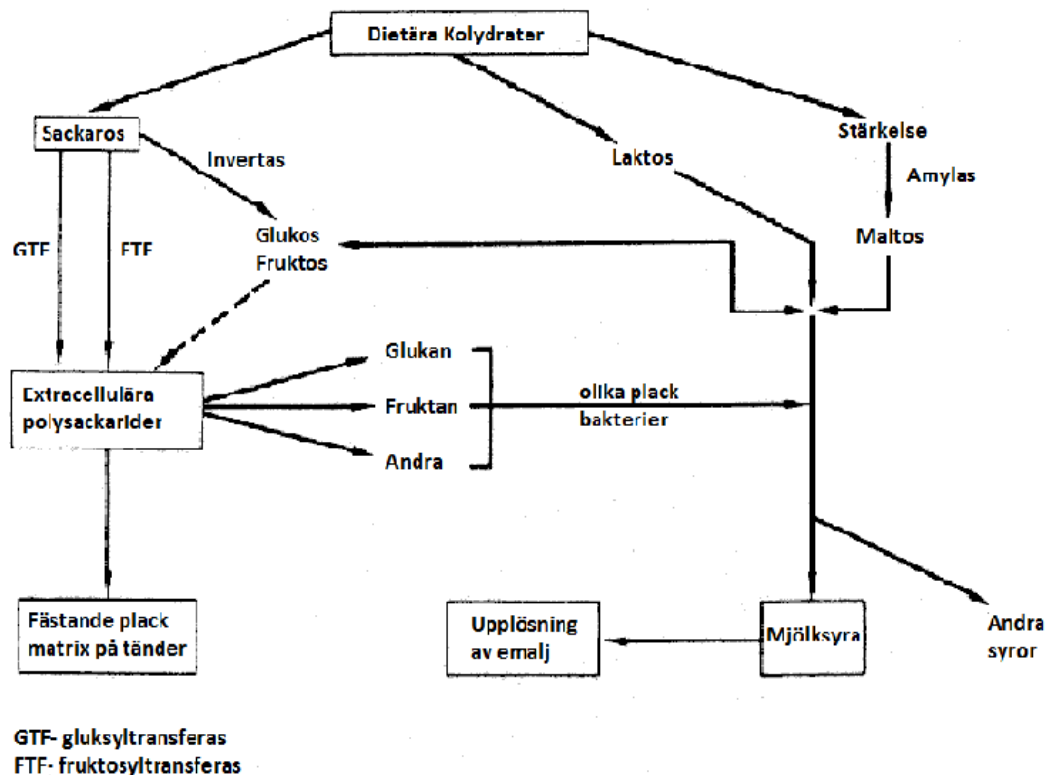 Dietära Kolydratar
Sackaros
Invertas
Laktos
Stärkelse
Amylas
Maltos
GTF
FTF
Glukos
Fruktos
Glukan
Fruktan
Andra
Extracellulära
polysackarider
olika plack
bakterier
Fästande plack
matrix på tänder
Upplösning
av emalj
Mjölksyra
Andra
syror
GTF- gluksyltransferas
FTF- fruktosyltransferas